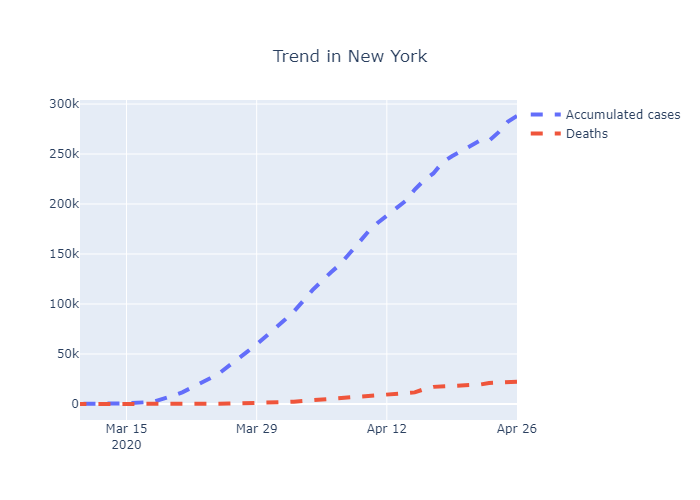 Trend in New York
300k
250k
200k
150k
100k
50k
0
Mar 15
2020
Mar 29
Apr 12
Apr 26
Accumulated cases
Deaths